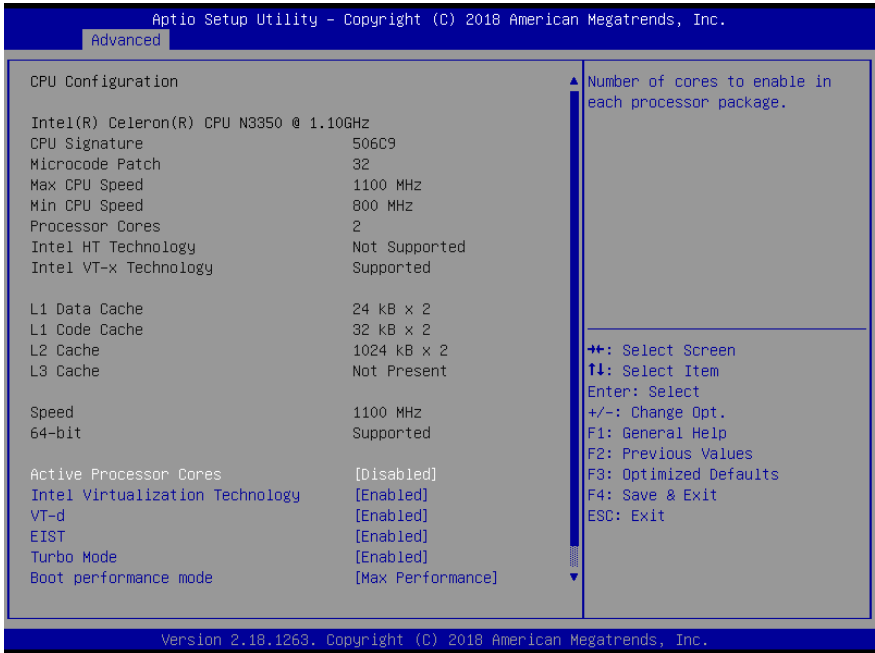 Aptio Setup Utility – Copyright (C) 2018 American Megatrends, Inc.
Advanced
CPU Configuration
Intel(R) Celeron(R) CPU N3350 @ 1.10GHz
CPU Signature 506C9
Microcode Patch 32
Max CPU Speed 1100 MHz
Min CPU Speed 800 MHz
Processor Cores 2
Intel HT Technology Not Supported
Intel VT-x Technology Supported
L1 Data Cache 24 kB x 2
L1 Code Cache 32 kB x 2
L2 Cache 1024 kB x 2
L3 Cache Not Present
Speed 1100 MHz
64-bit Supported
Active Processor Cores [Disabled]
Intel Virtualization Technology [Enabled]
VT-d [Enabled]
EIST [Enabled]
Turbo Mode [Enabled]
Boot performance mode [Max Performance]
Number of cores to enable in
each processor package.
→←: Select Screen
↑↓: Select Item
Enter: Select
+/-: Change Opt.
F1: General Help
F2: Previous Values
F3: Optimized Defaults
F4: Save & Exit
ESC: Exit
Version 2.18.1263. Copyright (C) 2018 American Megatrends, Inc.